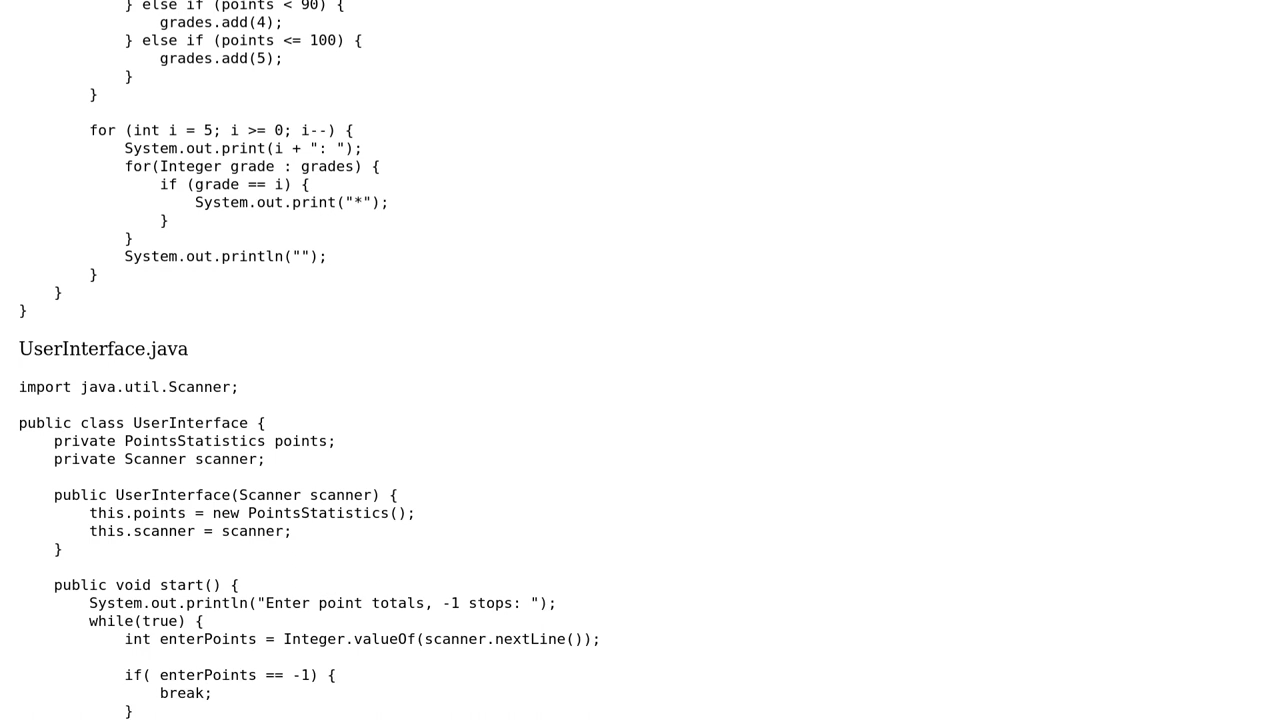 } else if (points < 90) {
                grades.add(4);
            } else if (points <= 100) {
                grades.add(5);
            }
        }

        for (int i = 5; i >= 0; i--) {
            System.out.print(i + ": ");
            for(Integer grade : grades) {
                if (grade == i) {
                    System.out.print("*");
                }
            }
            System.out.println("");
        }
    }
}
UserInterface.java
import java.util.Scanner;

public class UserInterface {
    private PointsStatistics points;
    private Scanner scanner;

    public UserInterface(Scanner scanner) {
        this.points = new PointsStatistics();
        this.scanner = scanner;
    }

    public void start() {
        System.out.println("Enter point totals, -1 stops: ");
        while(true) {
            int enterPoints = Integer.valueOf(scanner.nextLine());

            if( enterPoints == -1) {
                break;
            }